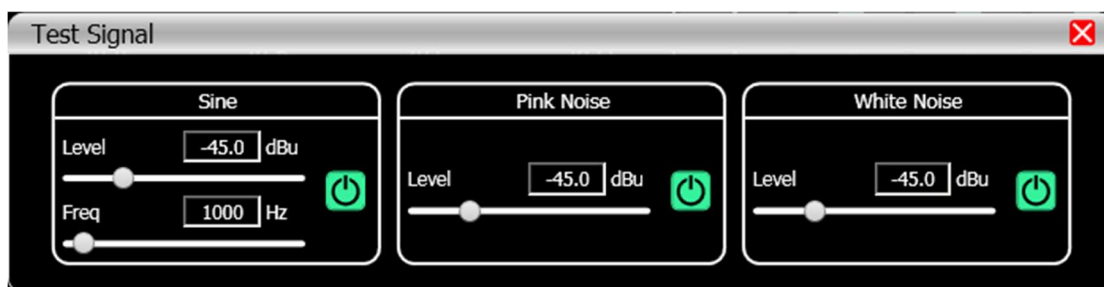 Test Signal
Sine
Level -45.0 dBu
Freq 1000 Hz
Pink Noise
Level -45.0 dBu
White Noise
Level -45.0 dBu